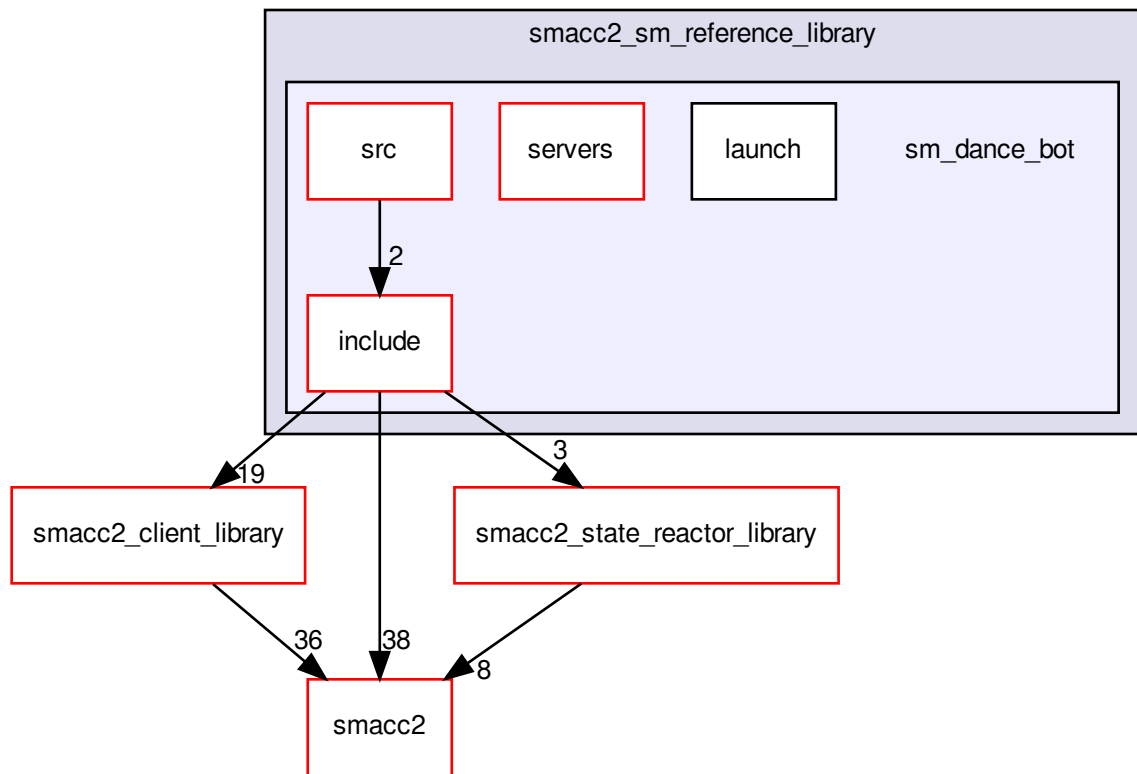 smacc2_sm_reference_library
src
servers
launch
sm_dance_bot
2
include
19
3
smacc2_client_library
smacc2_state_reactor_library
36
38
8
smacc2